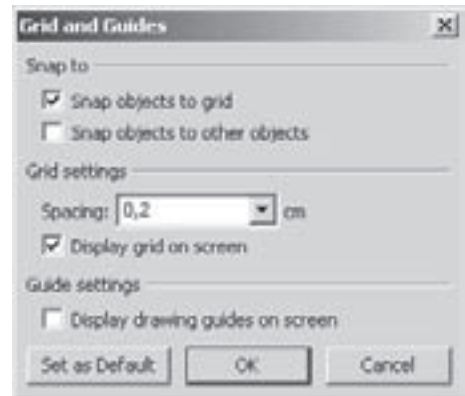 Grid and Guides
Snap to
Snap objects to grid
Snap objects to other objects
Grid settings
Spacing: 0,2 cm
Display grid on screen
Guide settings
Display drawing guides on screen
Set as Default OK Cancel